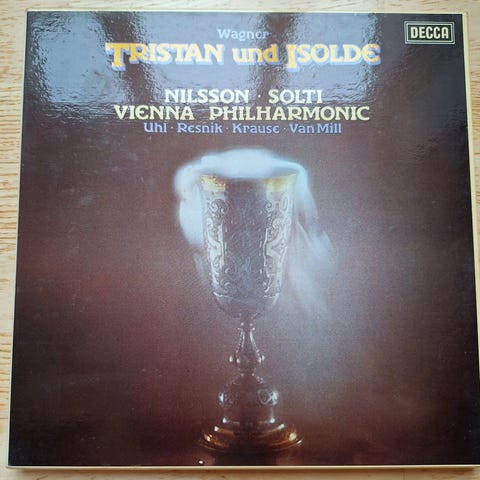 Wagner
DECCA
TRISTAN und ISOLDE
NILSSON · SOLTI
VIENNA PHILHARMONIC
Uhl · Resnik · Krause · Van Mill